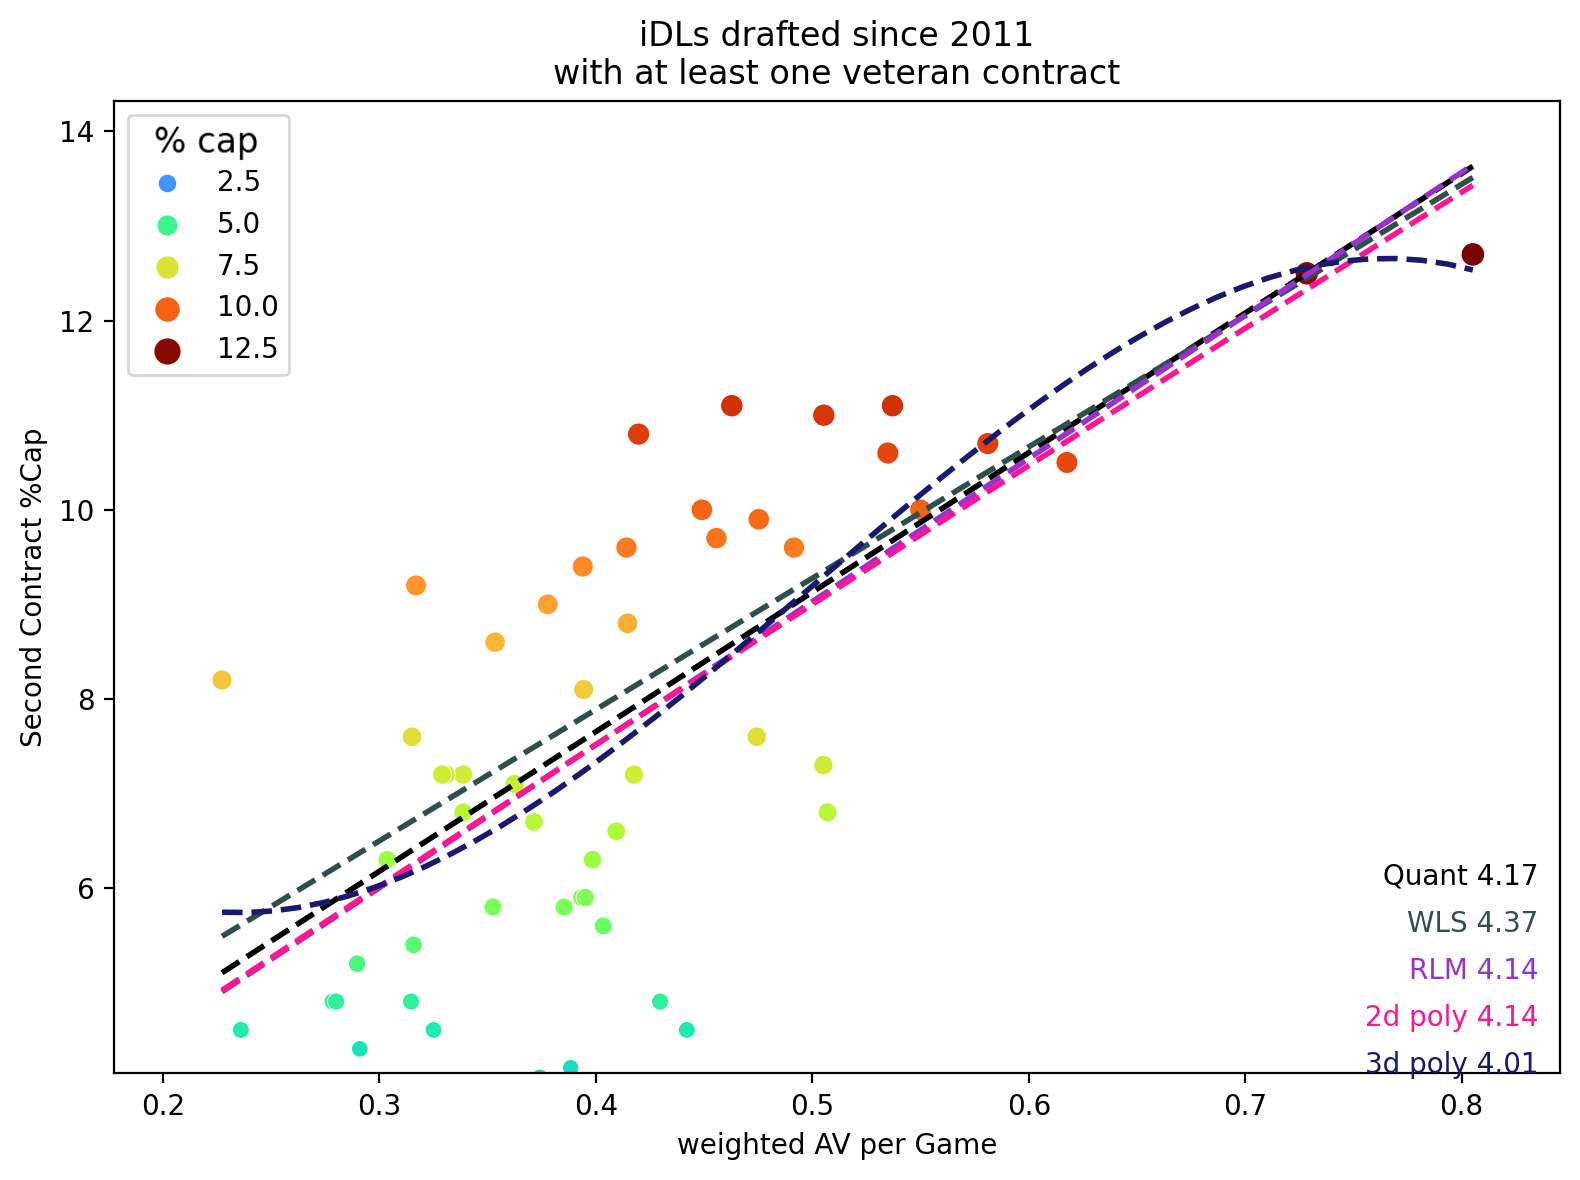 iDLs drafted since 2011
with at least one veteran contract
% cap
2.5
5.0
7.5
10.0
12.5
14
12
10
8
6
Second Contract %Cap
Quant 4.17
WLS 4.37
RLM 4.14
2d poly 4.14
3d poly 4.01
0.2 0.3 0.4 0.5 0.6 0.7 0.8
weighted AV per Game